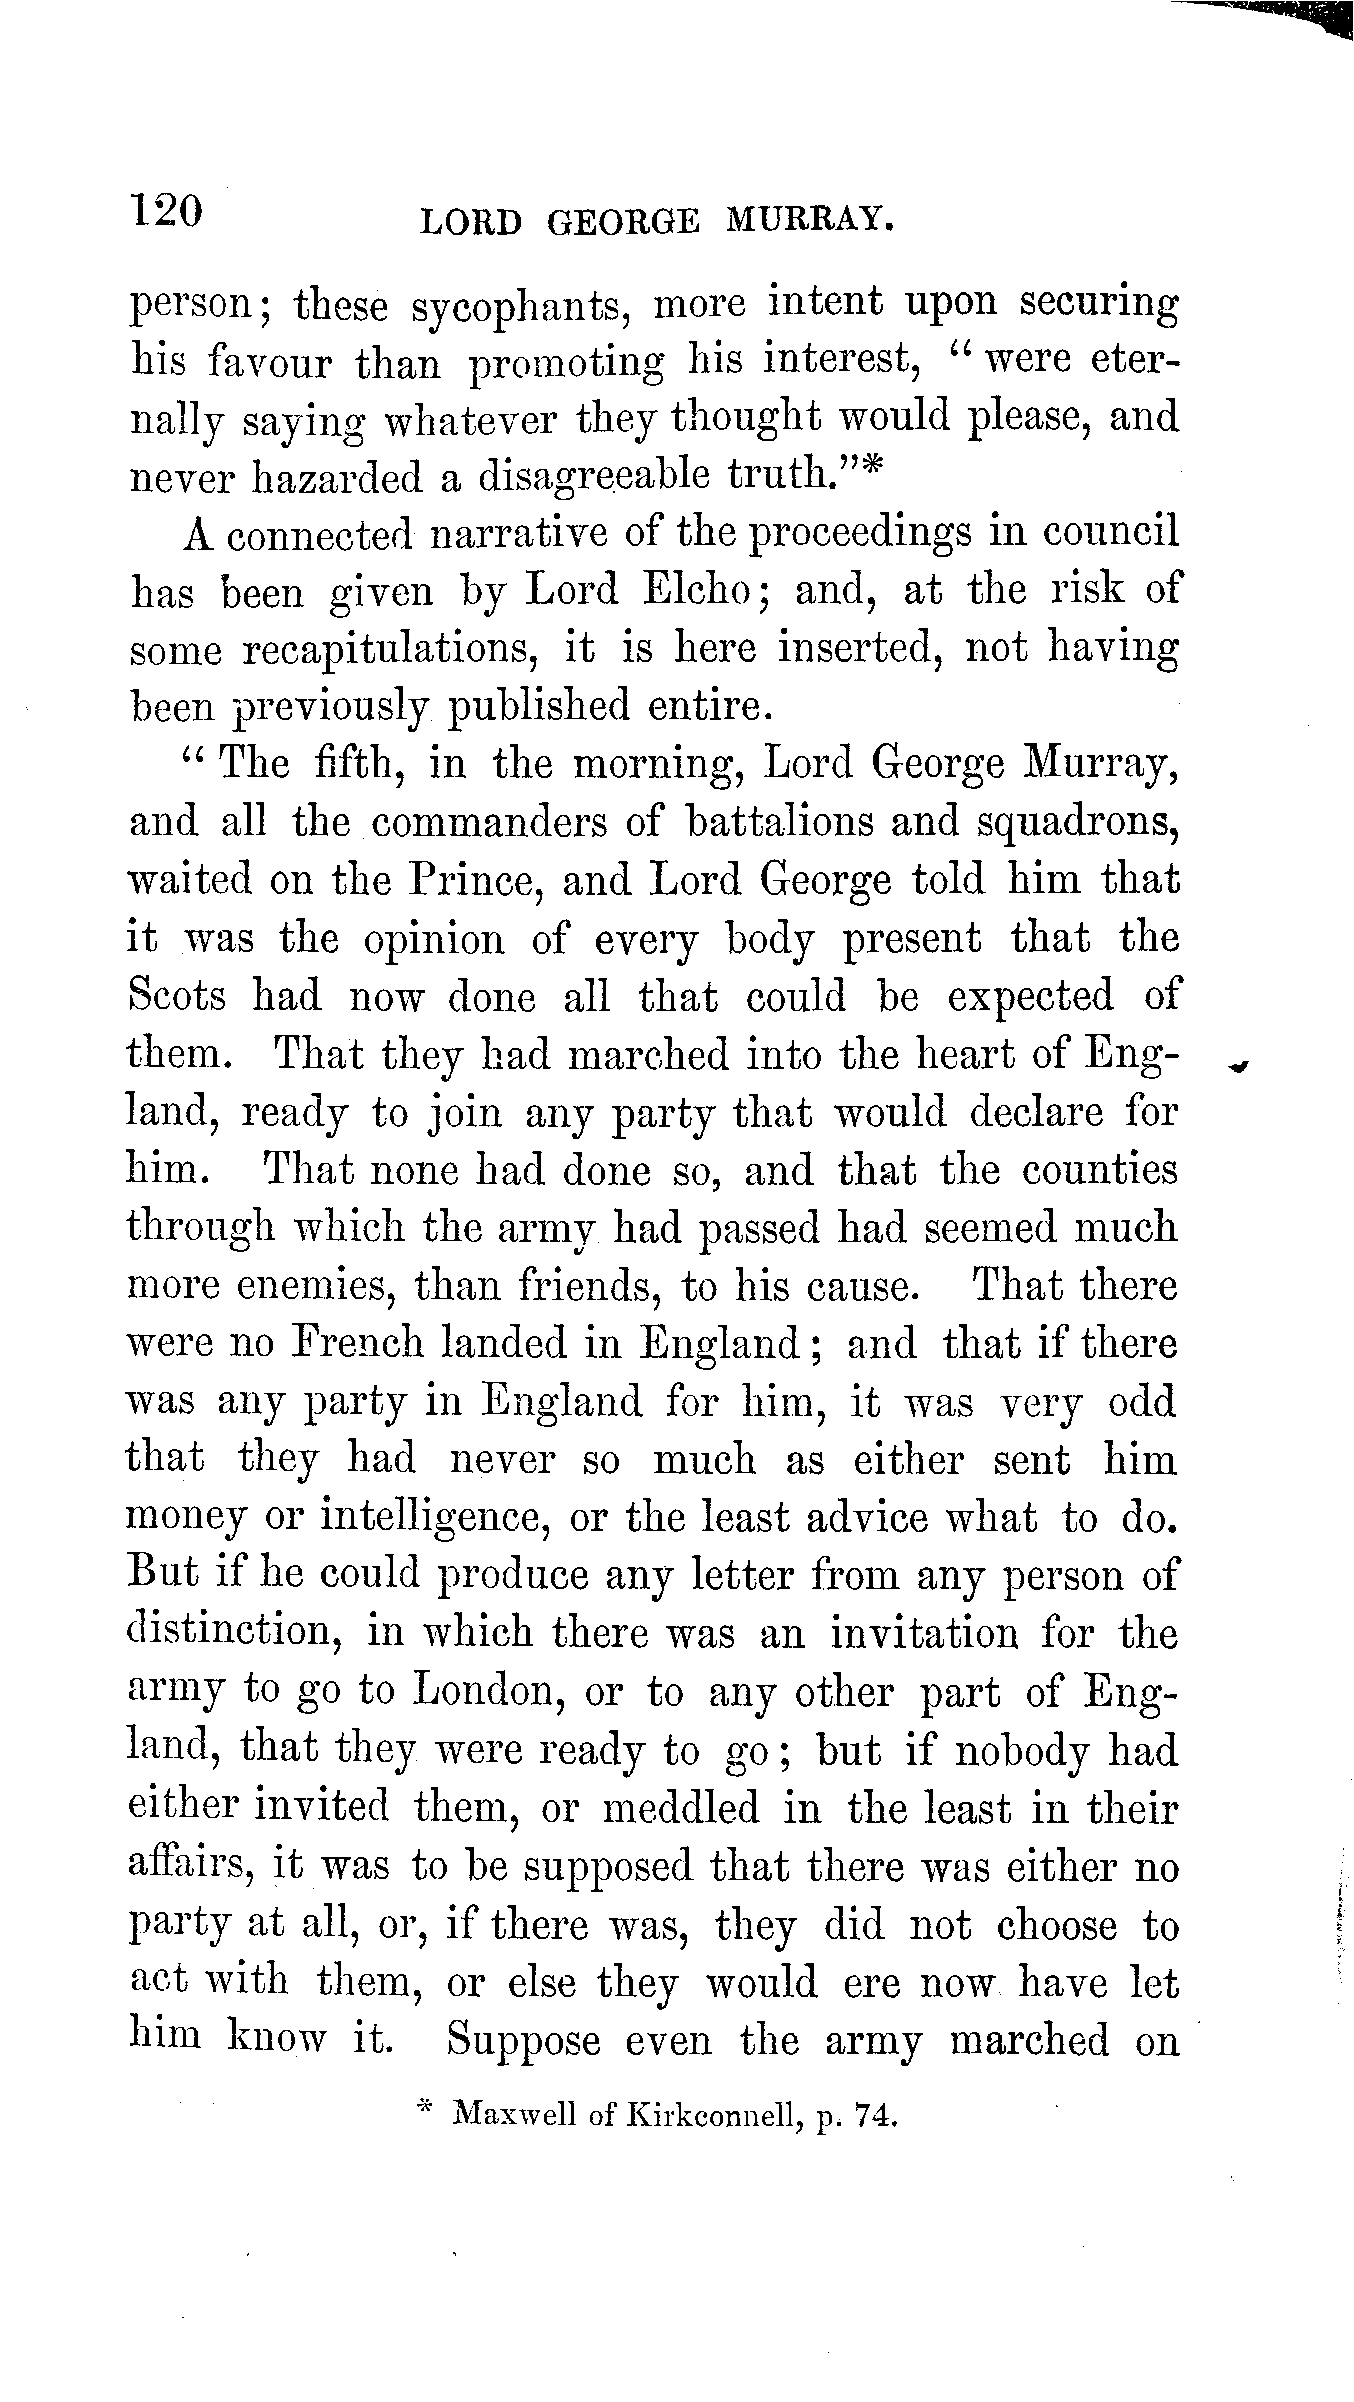 120
LORD GEORGE MURRAY.
person; these sycophants, more intent upon securing
his favour than promoting his interest, “ were eter-
nally saying whatever they thought would please, and
never hazarded a disagreeable truth.”*
A connected narrative of the proceedings in council
has been given by Lord Elcho; and, at the risk of
some recapitulations, it is here inserted, not having
been previously published entire.
“ The fifth, in the morning, Lord George Murray,
and all the commanders of battalions and squadrons,
waited on the Prince, and Lord George told him that
it was the opinion of every body present that the
Scots had now done all that could be expected of
them. That they had marched into the heart of Eng-
land, ready to join any party that would declare for
him. That none had done so, and that the counties
through which the army had passed had seemed much
more enemies, than friends, to his cause. That there
were no French landed in England; and that if there
was any party in England for him, it was very odd
that they had never so much as either sent him
money or intelligence, or the least advice what to do.
But if he could produce any letter from any person of
distinction, in which there was an invitation for the
army to go to London, or to any other part of Eng-
land, that they were ready to go; but if nobody had
either invited them, or meddled in the least in their
affairs, it was to be supposed that there was either no
party at all, or, if there was, they did not choose to
act with them, or else they would ere now have let
him know it. Suppose even the army marched on
* Maxwell of Kirkconnell, p. 74.